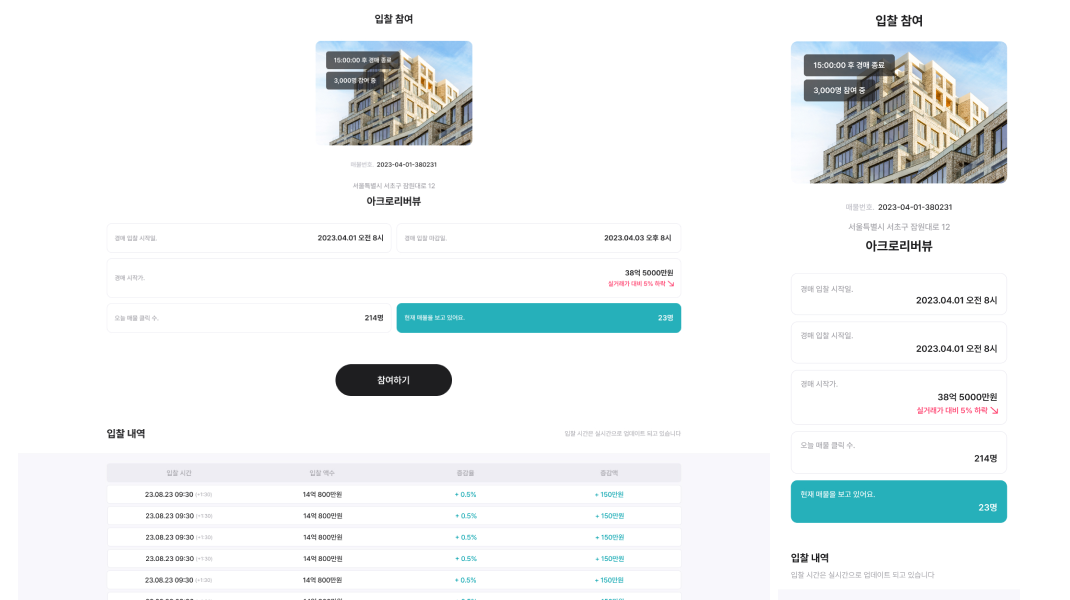 입찰 참여
15:00:00 후 경매 종료
3,000명 참여 중
매물번호. 2023-04-01-380231
서울특별시 서초구 잠원대로 12
아크로리버뷰
경매 입찰 시작일. 2023.04.01 오전 8시
경매 입찰 마감일. 2023.04.03 오후 8시
경매 시작가. 38억 5000만원
실거래가 대비 5% 하락
오늘 매물 클릭 수. 214명
현재 매물을 보고 있어요. 23명
참여하기
입찰 내역
입찰 시간은 실시간으로 업데이트 되고 있습니다
입찰 시간 입찰 액수 증감율 증감액
23.08.23 09:30 (+1:30) 14억 800만원 + 0.5% + 150만원
23.08.23 09:30 (+1:30) 14억 800만원 + 0.5% + 150만원
23.08.23 09:30 (+1:30) 14억 800만원 + 0.5% + 150만원
23.08.23 09:30 (+1:30) 14억 800만원 + 0.5% + 150만원
23.08.23 09:30 (+1:30) 14억 800만원 + 0.5% + 150만원
입찰 참여
15:00:00 후 경매 종료
3,000명 참여 중
매물번호. 2023-04-01-380231
서울특별시 서초구 잠원대로 12
아크로리버뷰
경매 입찰 시작일.
2023.04.01 오전 8시
경매 입찰 시작일.
2023.04.01 오전 8시
경매 시작가.
38억 5000만원
실거래가 대비 5% 하락
오늘 매물 클릭 수.
214명
현재 매물을 보고 있어요.
23명
입찰 내역
입찰 시간은 실시간으로 업데이트 되고 있습니다